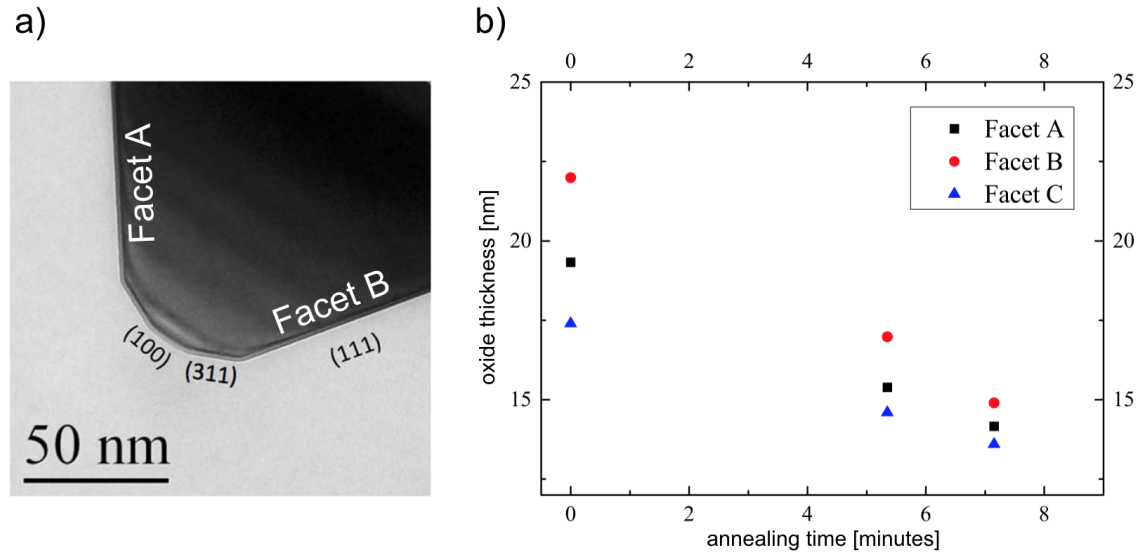 a)
Facet A
Facet B
(100)
(311)
(111)
50 nm
b)
0 2 4 6 8
25 25
20 20
15 15
Facet A
Facet B
Facet C
oxide thickness [nm]
0 2 4 6 8
annealing time [minutes]